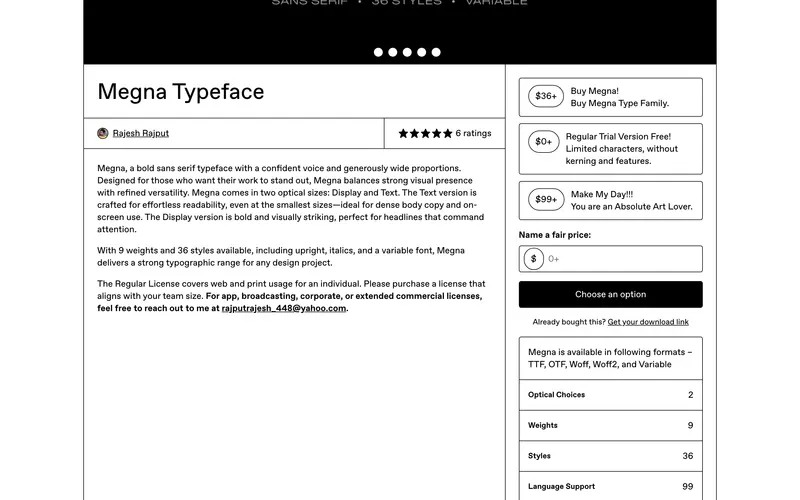 SANS SERIF • 36 STYLES • VARIABLE
Megna Typeface
Rajesh Rajput
6 ratings
Megna, a bold sans serif typeface with a confident voice and generously wide proportions.
Designed for those who want their work to stand out, Megna balances strong visual presence
with refined versatility. Megna comes in two optical sizes: Display and Text. The Text version is
crafted for effortless readability, even at the smallest sizes—ideal for dense body copy and on-
screen use. The Display version is bold and visually striking, perfect for headlines that command
attention.
With 9 weights and 36 styles available, including upright, italics, and a variable font, Megna
delivers a strong typographic range for any design project.
The Regular License covers web and print usage for an individual. Please purchase a license that
aligns with your team size. For app, broadcasting, corporate, or extended commercial licenses,
feel free to reach out to me at rajputrajesh_448@yahoo.com.
$36+
Buy Megna!
Buy Megna Type Family.
$0+
Regular Trial Version Free!
Limited characters, without
kerning and features.
$99+
Make My Day!!!
You are an Absolute Art Lover.
Name a fair price:
$ 0+
Choose an option
Already bought this? Get your download link
Megna is available in following formats –
TTF, OTF, Woff, Woff2, and Variable
Optical Choices 2
Weights 9
Styles 36
Language Support 99